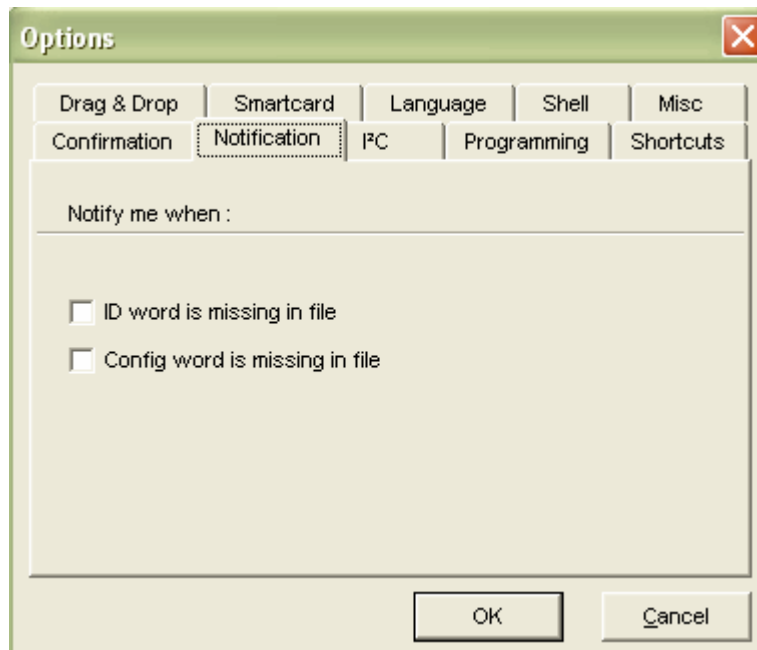 Options
Drag & Drop Smartcard Language Shell Misc
Confirmation Notification I²C Programming Shortcuts
Notify me when :
ID word is missing in file
Config word is missing in file
OK Cancel